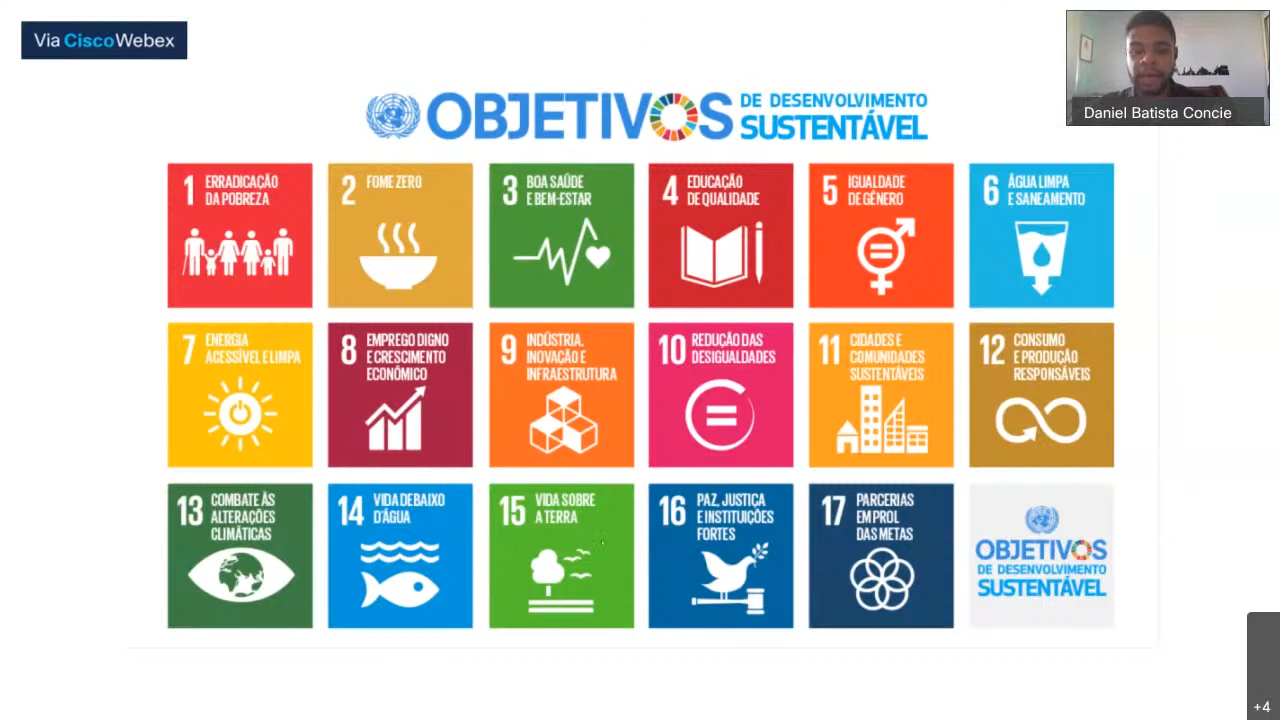 Via Cisco Webex
Daniel Batista Concie
OBJETIVOS
DE DESENVOLVIMENTO
SUSTENTÁVEL
1 ERRADICAÇÃO
DA POBREZA
2 FOME ZERO
3 BOA SAÚDE
E BEM-ESTAR
4 EDUCAÇÃO
DE QUALIDADE
5 IGUALDADE
DE GÊNERO
6 ÁGUA LIMPA
E SANEAMENTO
7 ENERGIA
ACESSÍVEL E LIMPA
8 EMPREGO DIGNO
E CRESCIMENTO
ECONÔMICO
9 INDÚSTRIA,
INOVAÇÃO E
INFRAESTRUTURA
10 REDUÇÃO DAS
DESIGUALDADES
11 CIDADES E
COMUNIDADES
SUSTENTÁVEIS
12 CONSUMO
E PRODUÇÃO
RESPONSÁVEIS
13 COMBATE ÀS
ALTERAÇÕES
CLIMÁTICAS
14 VIDA DEBAIXO
D'ÁGUA
15 VIDA SOBRE
A TERRA
16 PAZ, JUSTIÇA
E INSTITUIÇÕES
FORTES
17 PARCERIAS
EM PROL
DAS METAS
OBJETIVOS
DE DESENVOLVIMENTO
SUSTENTÁVEL
+4